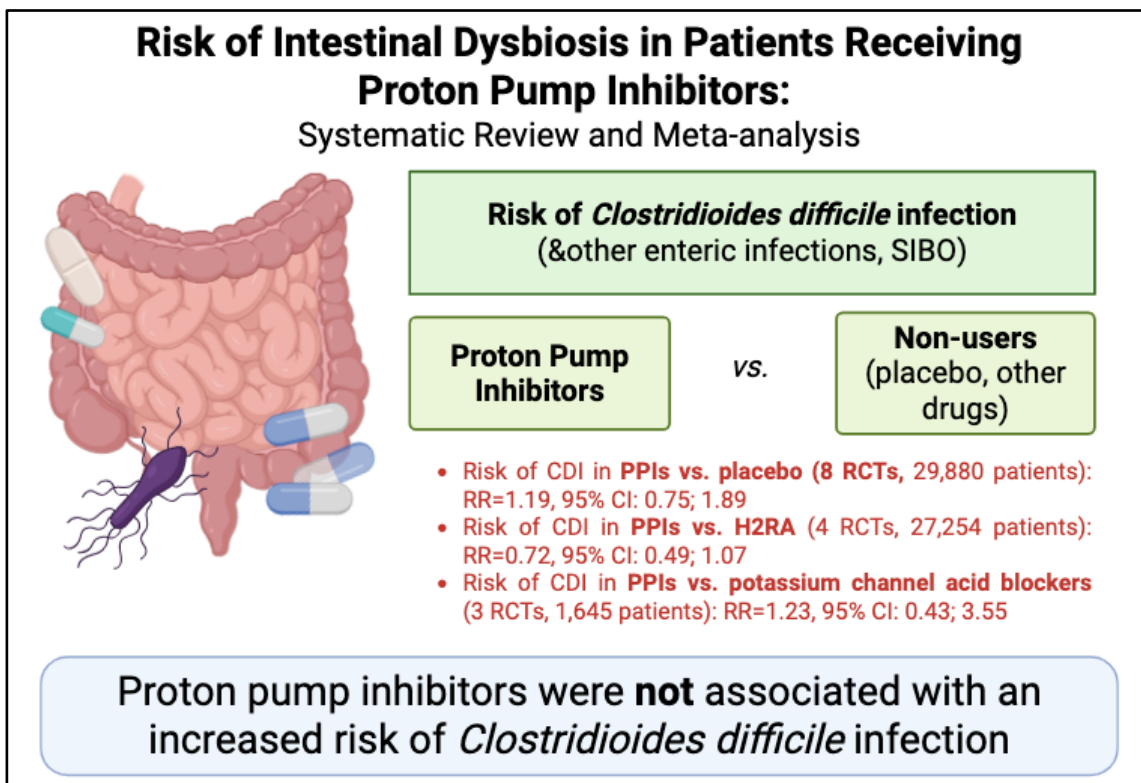 Risk of Intestinal Dysbiosis in Patients Receiving
Proton Pump Inhibitors:
Systematic Review and Meta-analysis
Risk of Clostridioides difficile infection
(&other enteric infections, SIBO)
Proton Pump
Inhibitors
vs.
Non-users
(placebo, other
drugs)
• Risk of CDI in PPIs vs. placebo (8 RCTs, 29,880 patients):
RR=1.19, 95% CI: 0.75; 1.89
• Risk of CDI in PPIs vs. H2RA (4 RCTs, 27,254 patients):
RR=0.72, 95% CI: 0.49; 1.07
• Risk of CDI in PPIs vs. potassium channel acid blockers
(3 RCTs, 1,645 patients): RR=1.23, 95% CI: 0.43; 3.55
Proton pump inhibitors were not associated with an
increased risk of Clostridioides difficile infection